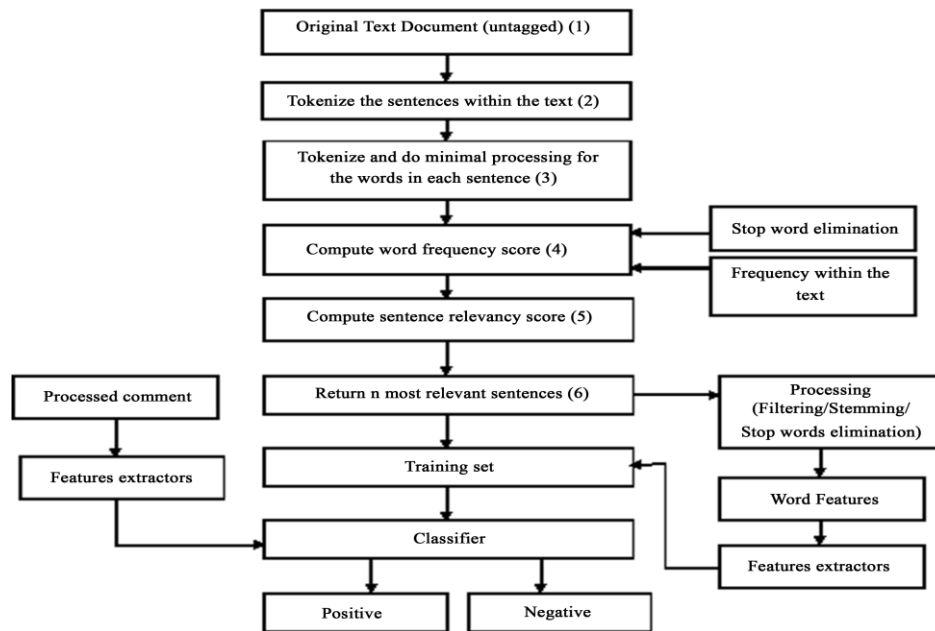 Original Text Document (untagged) (1)
Tokenize the sentences within the text (2)
Tokenize and do minimal processing for
the words in each sentence (3)
Stop word elimination
Compute word frequency score (4)
Frequency within the
text
Compute sentence relevancy score (5)
Processed comment
Return n most relevant sentences (6)
Processing
(Filtering/Stemming/
Stop words elimination)
Features extractors
Training set
Word Features
Classifier
Features extractors
Positive
Negative